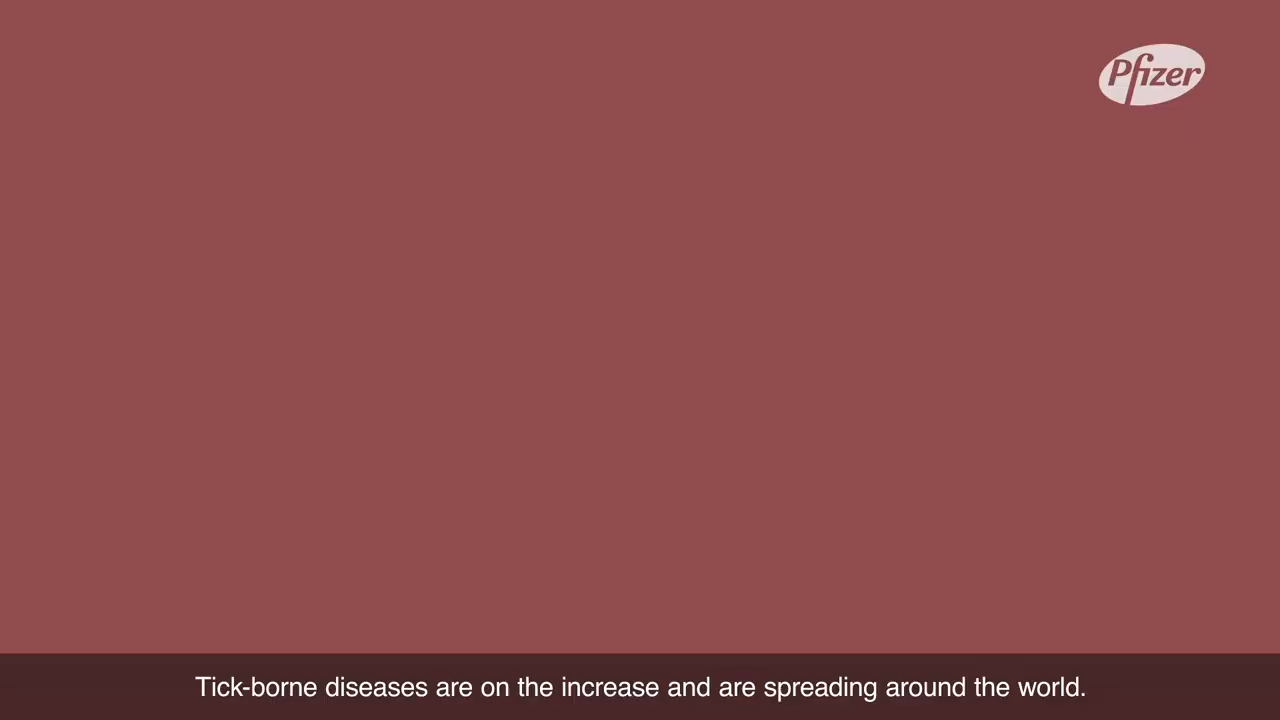 Pfizer
Tick-borne diseases are on the increase and are spreading around the world.